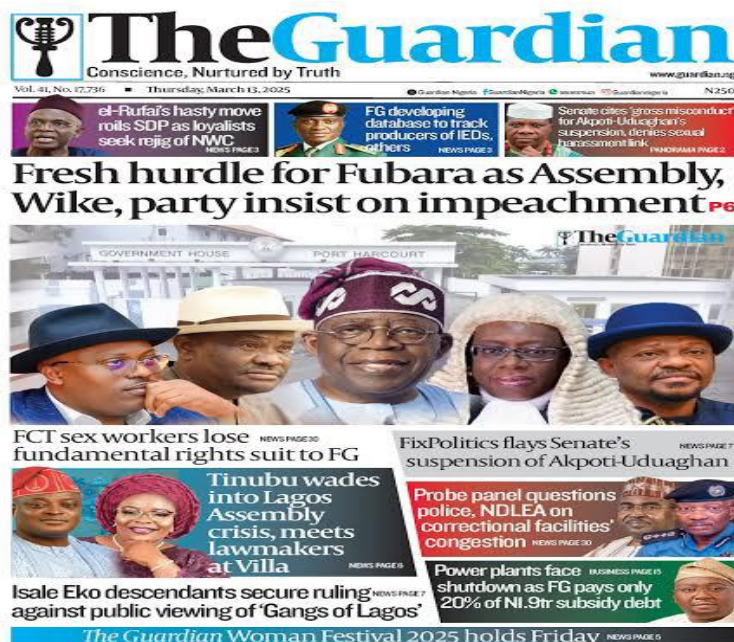 TheGuardian
Conscience, Nurtured by Truth
www.guardian.ng
Vol. 41, No. 17,736 ■ Thursday, March 13, 2025
Guardian Nigeria
GuardianNigeria
Guardiannigeria
N250
el-Rufai's hasty move
roils SDP as loyalists
seek rejig of NWC
NEWS PAGE 3
FG developing
database to track
producers of IEDs,
others NEWS PAGE 3
Senate cites 'gross misconduct'
for Akpoti-Uduaghan's
suspension, denies sexual
harassment link
PANORAMA PAGE 2
Fresh hurdle for Fubara as Assembly,
Wike, party insist on impeachment P6
TheGuardian
GOVERNMENT HOUSE PORT HARCOURT
FCT sex workers lose NEWS PAGE 30
fundamental rights suit to FG
FixPolitics flays Senate's NEWS PAGE 7
suspension of Akpoti-Uduaghan
Tinubu wades
into Lagos
Assembly
crisis, meets
lawmakers
at Villa NEWS PAGE 6
Probe panel questions
police, NDLEA on
correctional facilities'
congestion NEWS PAGE 30
Isale Eko descendants secure ruling NEWS PAGE 7
against public viewing of 'Gangs of Lagos'
Power plants face BUSINESS PAGE 15
shutdown as FG pays only
20% of N1.9tr subsidy debt
The Guardian Woman Festival 2025 holds Friday NEWS PAGE 6